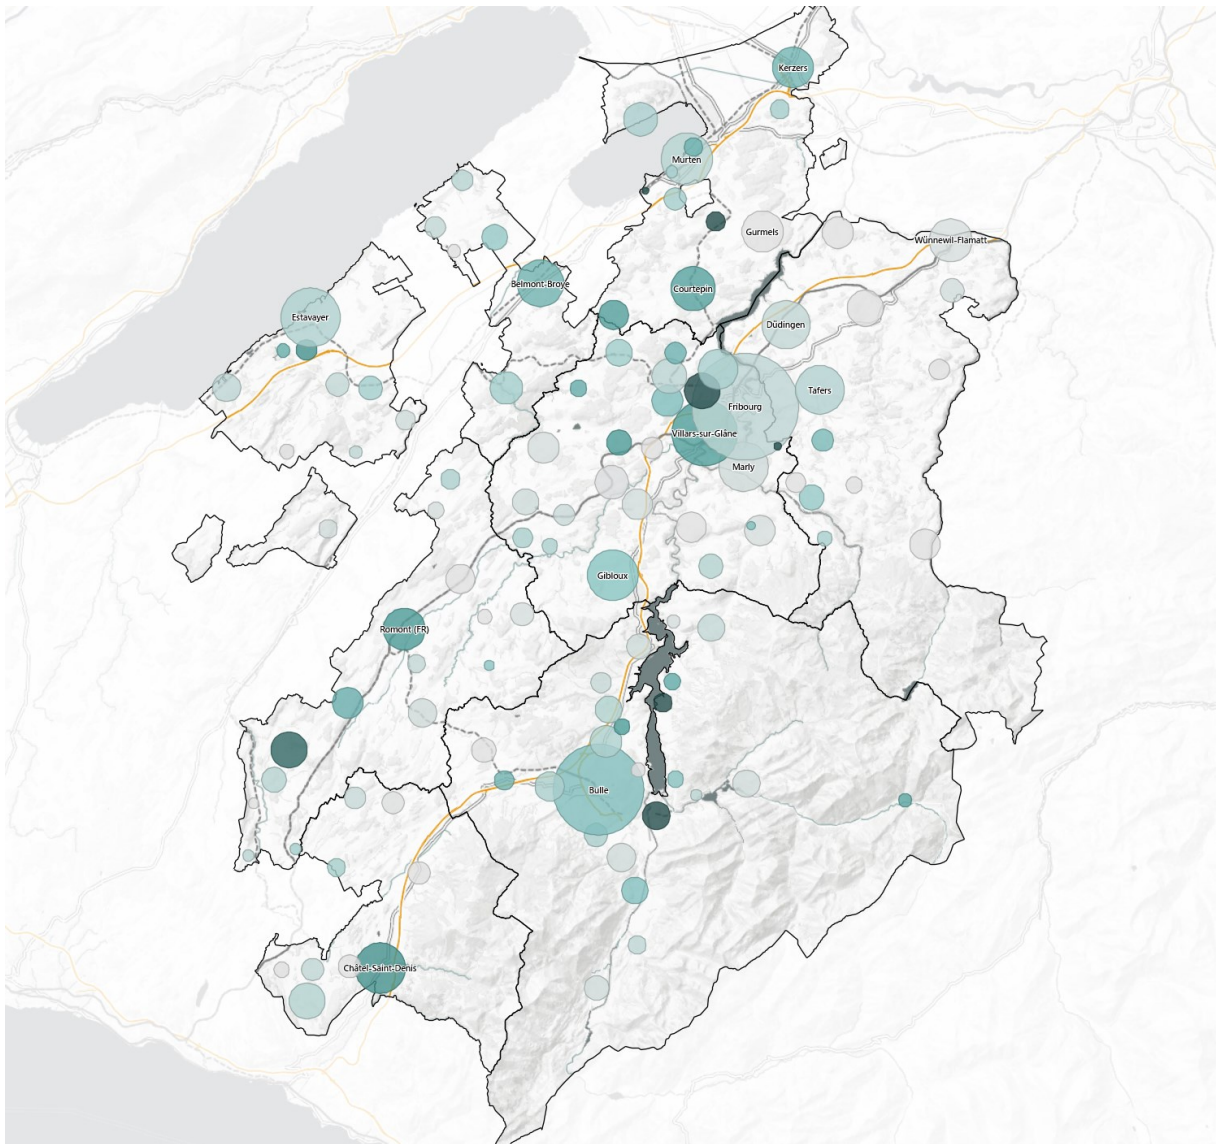 Kerzers
Murten
Gurmels
Wünnewil-Flamatt
Belmont-Broye
Courtepin
Estavayer
Düdingen
Tafers
Fribourg
Villars-sur-Glâne
Marly
Gibloux
Romont (FR)
Bulle
Châtel-Saint-Denis